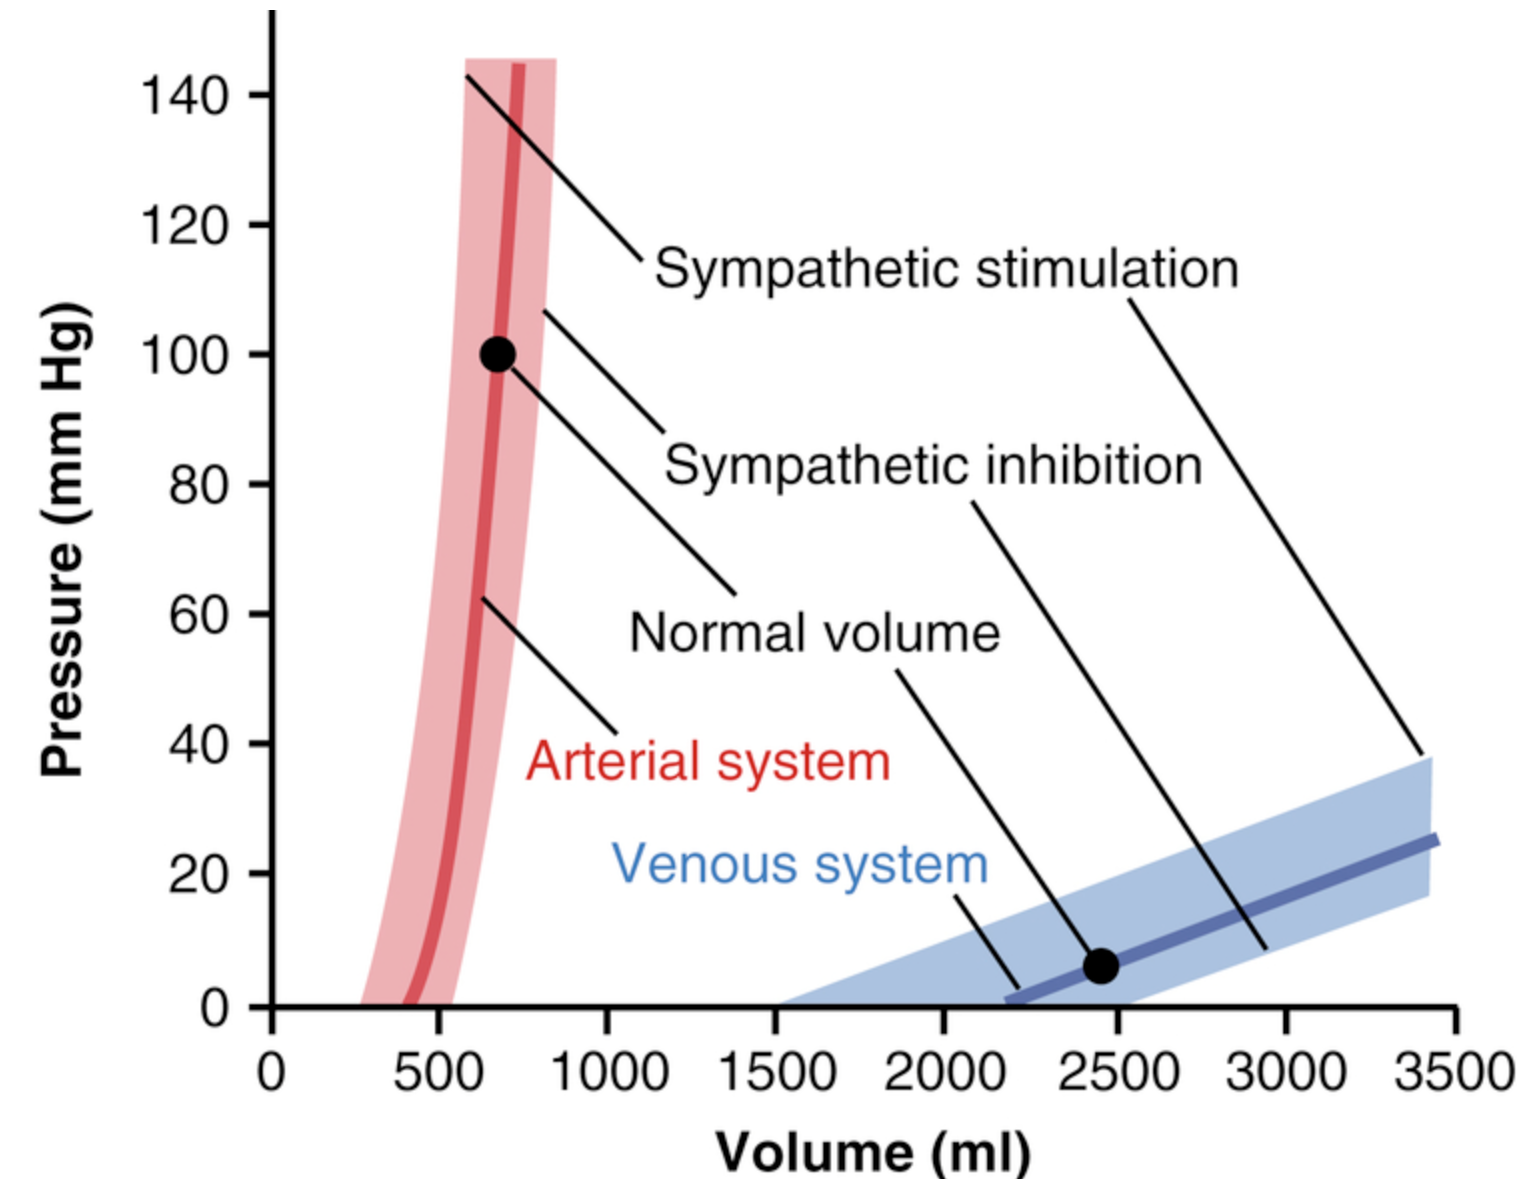 Pressure (mm Hg)
140
120
100
80
60
40
20
0
Sympathetic stimulation
Sympathetic inhibition
Normal volume
Arterial system
Venous system
0 500 1000 1500 2000 2500 3000 3500
Volume (ml)